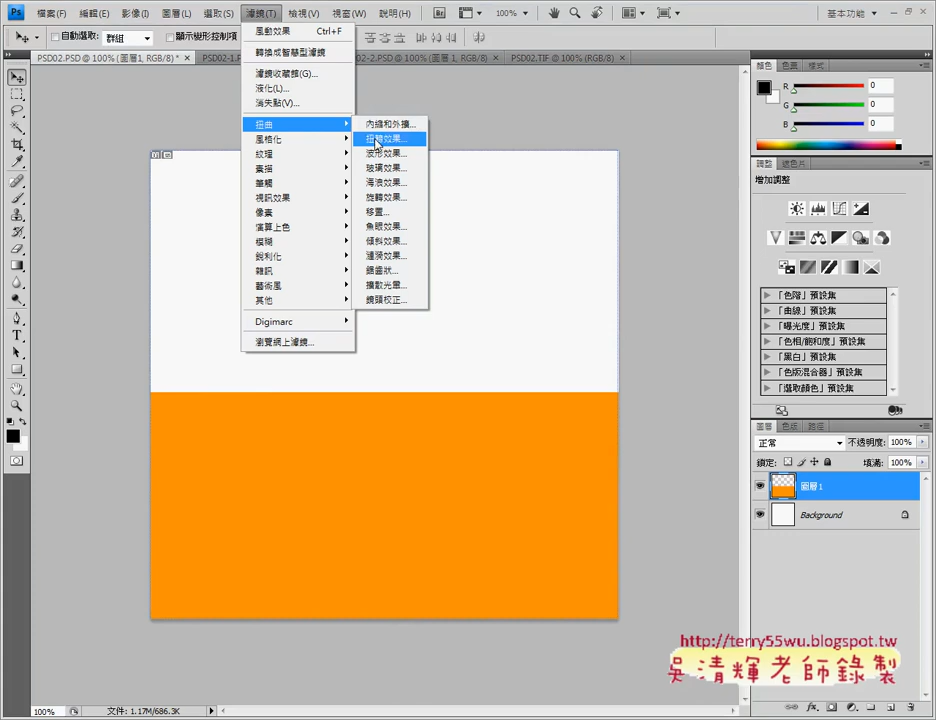 Ps 檔案(F) 編輯(E) 影像(I) 圖層(L) 選取(S) 濾鏡(T) 檢視(V) 視窗(W) 說明(H) Br 100% 基本功能
自動選取: 群組 顯示變形控制項
PSD02.PSD @ 100% (圖層 1, RGB/8) * × PSD02-1.P -2.PSD @ 100% (圖層 1, RGB/8) × PSD02.TIF @ 100% (RGB/8) ×
風動效果 Ctrl+F
轉換成智慧型濾鏡
濾鏡收藏館(G)...
液化(L)...
消失點(V)...
扭曲
風格化
紋理
素描
筆觸
視訊效果
像素
演算上色
模糊
銳利化
雜訊
藝術風
其他
Digimarc
瀏覽網上濾鏡...
內縮和外擴...
扭轉效果...
波形效果...
玻璃效果...
海浪效果...
旋轉效果...
移置...
魚眼效果...
傾斜效果...
漣漪效果...
鋸齒狀...
擴散光暈...
鏡頭校正...
顏色 色票 樣式
R 0
G 0
B 0
調整 遮色片
增加調整
「色階」預設集
「曲線」預設集
「曝光度」預設集
「色相/飽和度」預設集
「黑白」預設集
「色版混合器」預設集
「選取顏色」預設集
圖層 色版 路徑
正常 不透明度: 100%
鎖定: 填滿: 100%
圖層 1
Background
http://terry55wu.blogspot.tw
吳清輝老師錄製
100% 文件: 1.17M/686.3K